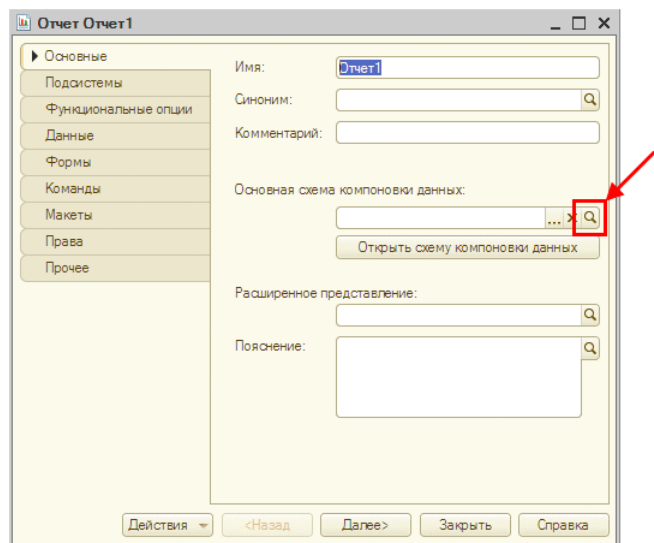 Отчет Отчет1
Основные
Подсистемы
Функциональные опции
Данные
Формы
Команды
Макеты
Права
Прочее
Имя: Отчет1
Синоним:
Комментарий:
Основная схема компоновки данных:
...
Открыть схему компоновки данных
Расширенное представление:
Пояснение:
Действия <Назад Далее> Закрыть Справка